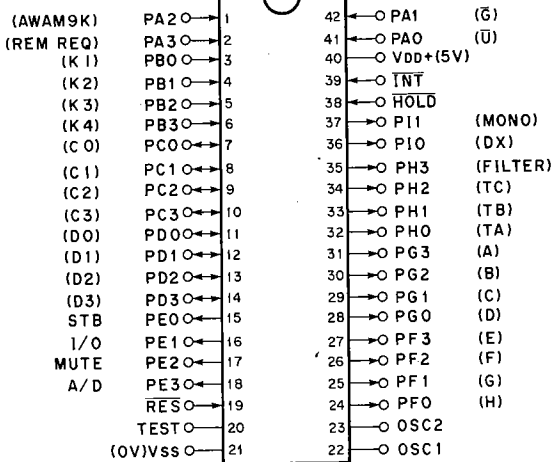 (AWAM9K) PA2 1 42 PA1 (G̅)
(REM REQ) PA3 2 41 PA0 (U̅)
(K1) PB0 3 40 VDD+(5V)
(K2) PB1 4 39 I̅N̅T̅
(K3) PB2 5 38 H̅O̅L̅D̅
(K4) PB3 6 37 PI1 (MONO)
(C0) PC0 7 36 PI0 (DX)
(C1) PC1 8 35 PH3 (FILTER)
(C2) PC2 9 34 PH2 (TC)
(C3) PC3 10 33 PH1 (TB)
(D0) PD0 11 32 PH0 (TA)
(D1) PD1 12 31 PG3 (A)
(D2) PD2 13 30 PG2 (B)
(D3) PD3 14 29 PG1 (C)
STB PE0 15 28 PG0 (D)
I/O PE1 16 27 PF3 (E)
MUTE PE2 17 26 PF2 (F)
A/D PE3 18 25 PF1 (G)
R̅E̅S̅ 19 24 PF0 (H)
TEST 20 23 OSC2
(0V)VSS 21 22 OSC1